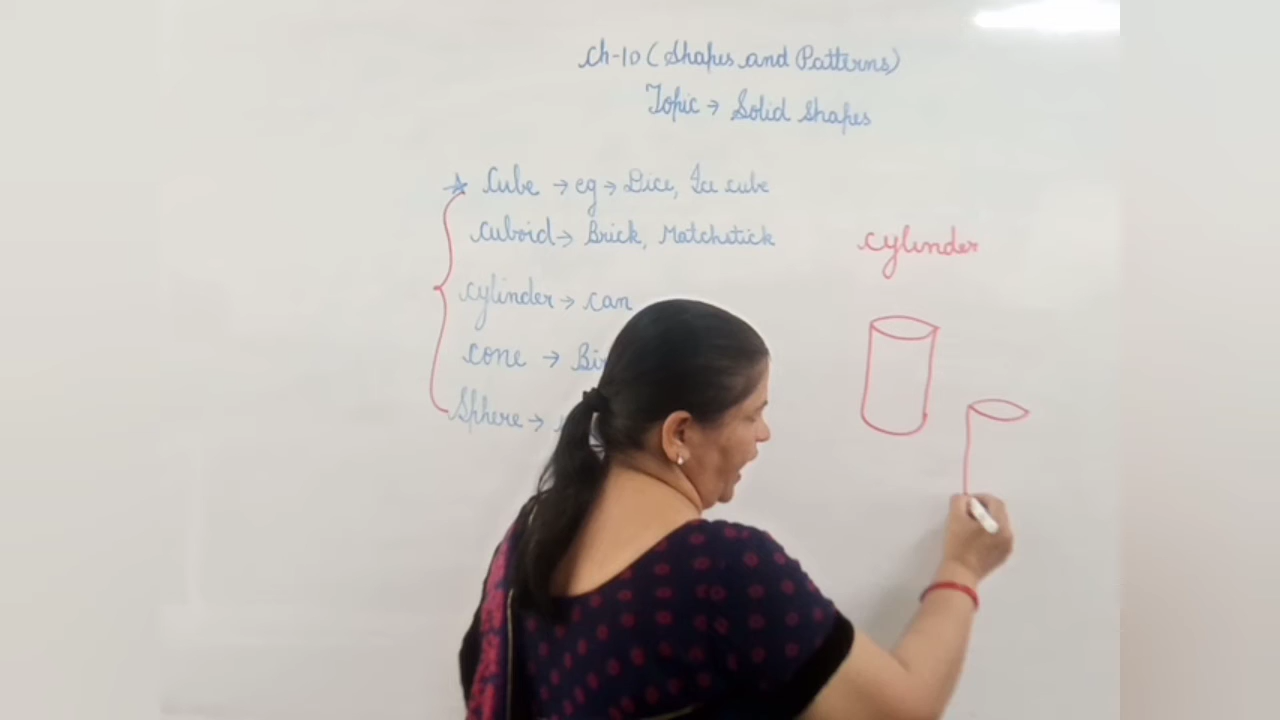 Ch-10 (Shapes and Patterns)
Topic → Solid Shapes
☆ Cube → eg → Dice, Ice cube
cuboid → Brick, Matchstick
cylinder
cylinder → can
cone →
Sphere →